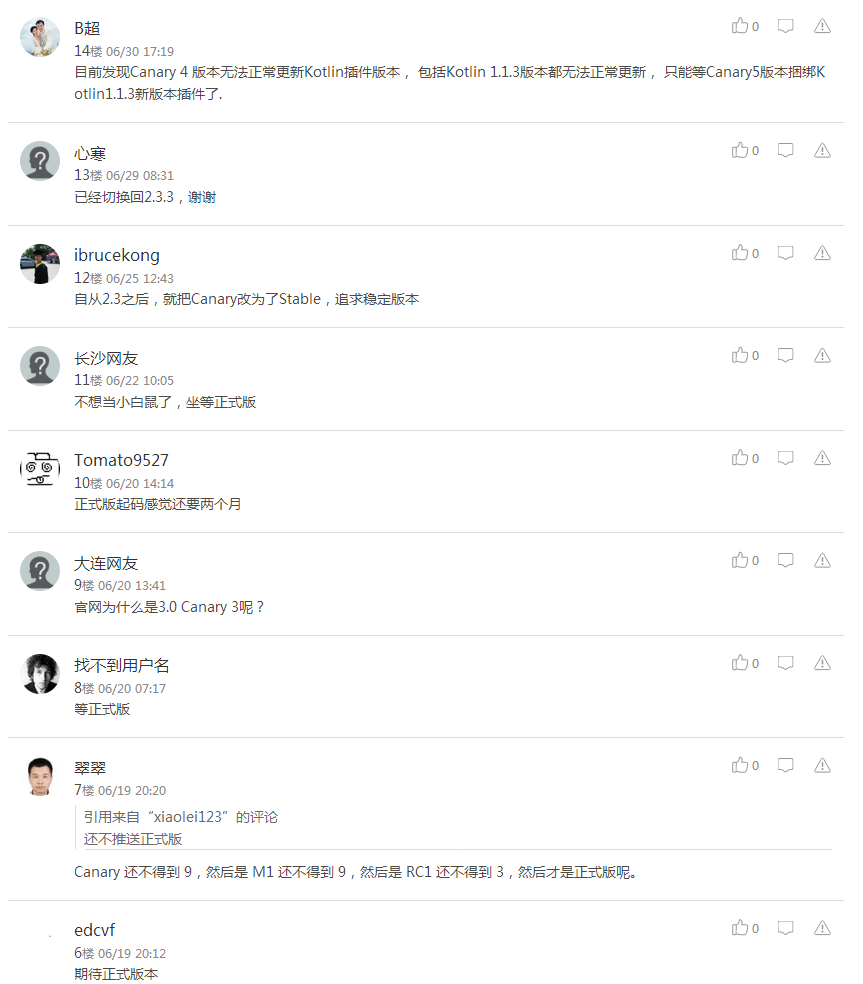 B超
0
14楼 06/30 17:19
目前发现Canary 4 版本无法正常更新Kotlin插件版本， 包括Kotlin 1.1.3版本都无法正常更新， 只能等Canary5版本捆绑K
otlin1.1.3新版本插件了.
心寒
0
13楼 06/29 08:31
已经切换回2.3.3，谢谢
ibrucekong
0
12楼 06/25 12:43
自从2.3之后，就把Canary改为了Stable，追求稳定版本
长沙网友
0
11楼 06/22 10:05
不想当小白鼠了，坐等正式版
Tomato9527
0
10楼 06/20 14:14
正式版起码感觉还要两个月
大连网友
0
9楼 06/20 13:41
官网为什么是3.0 Canary 3呢？
找不到用户名
0
8楼 06/20 07:17
等正式版
翠翠
0
7楼 06/19 20:20
引用来自“xiaolei123”的评论
还不推送正式版
Canary 还不得到 9，然后是 M1 还不得到 9，然后是 RC1 还不得到 3，然后才是正式版呢。
edcvf
0
6楼 06/19 20:12
期待正式版本